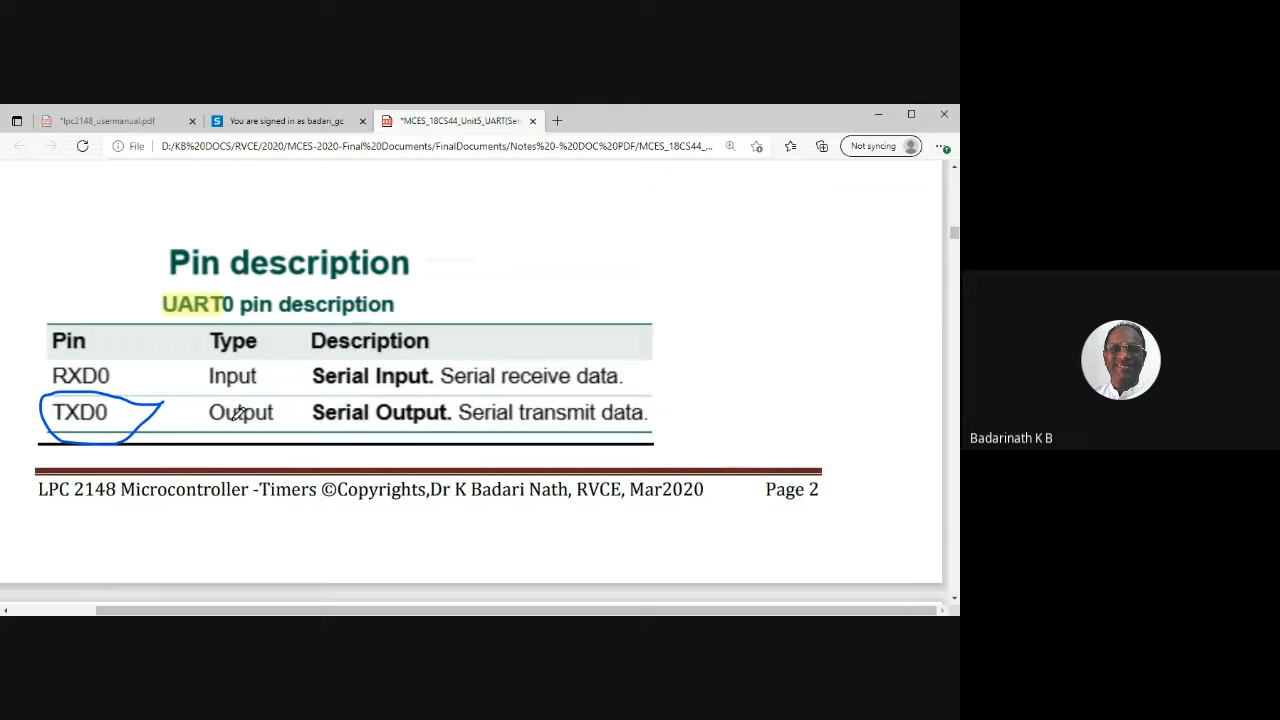 *lpc2148_usermanual.pdf
You are signed in as badari_gc
*MCES_18CS44_Unit5_UART(Ser
File
D:/KB%20DOCS/RVCE/2020/MCES-2020-Final%20Documents/FinalDocuments/Notes%20-%20DOC%20PDF/MCES_18CS44_...
Not syncing
Pin description
UART0 pin description
Pin Type Description
RXD0 Input Serial Input. Serial receive data.
TXD0 Output Serial Output. Serial transmit data.
LPC 2148 Microcontroller -Timers ©Copyrights,Dr K Badari Nath, RVCE, Mar2020 Page 2
Badarinath K B